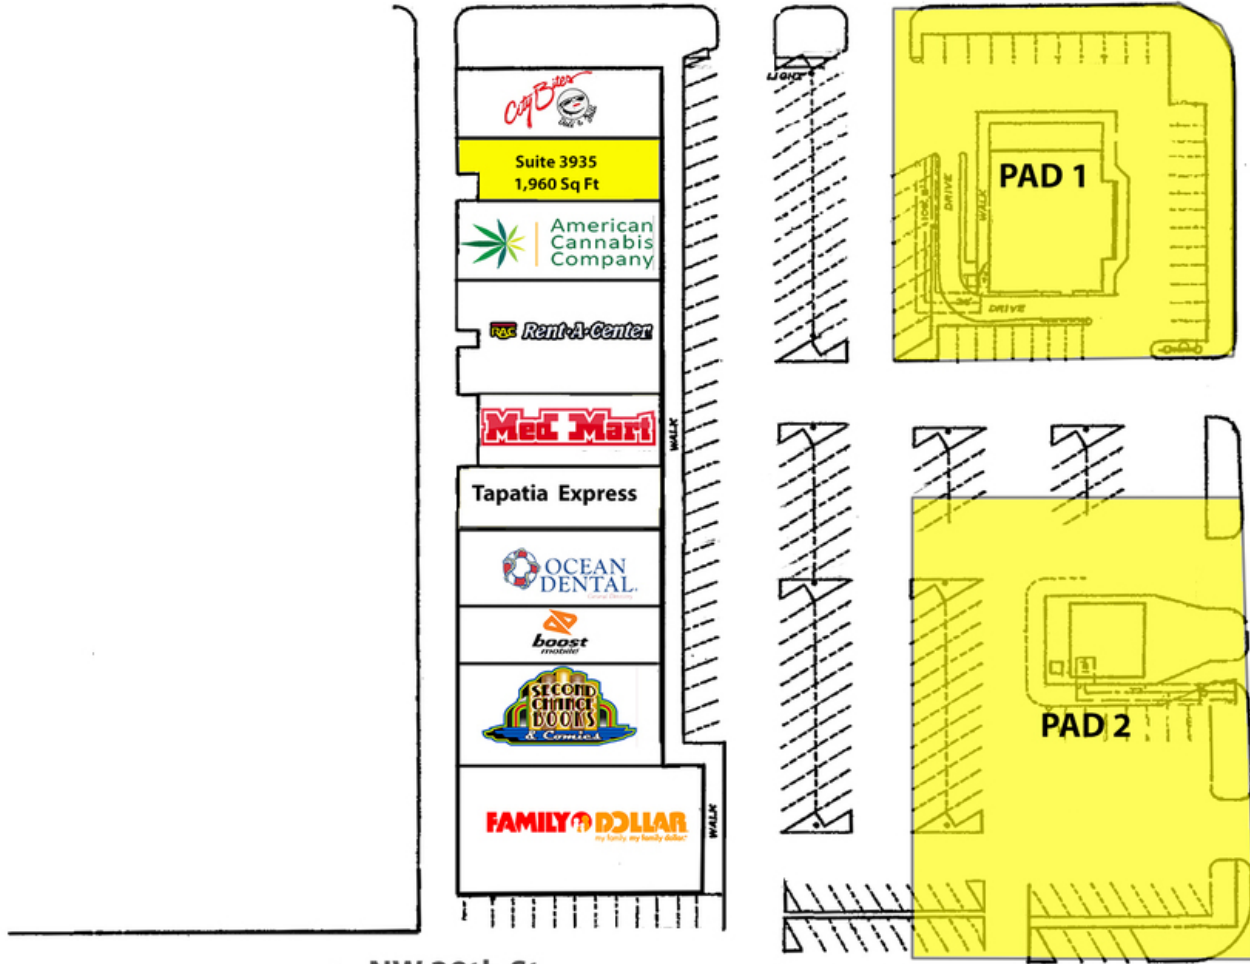 City Bites
LIGHT
Suite 3935
1,960 Sq Ft
PAD 1
DRIVE
WALK
American
Cannabis
Company
DRIVE
RAC Rent-A-Center
Med Mart
WALK
Tapatia Express
OCEAN
DENTAL
boost
mobile
SECOND
CHANCE
BOOKS
& Comics
PAD 2
FAMILY DOLLAR
my family. my family dollar.
WALK